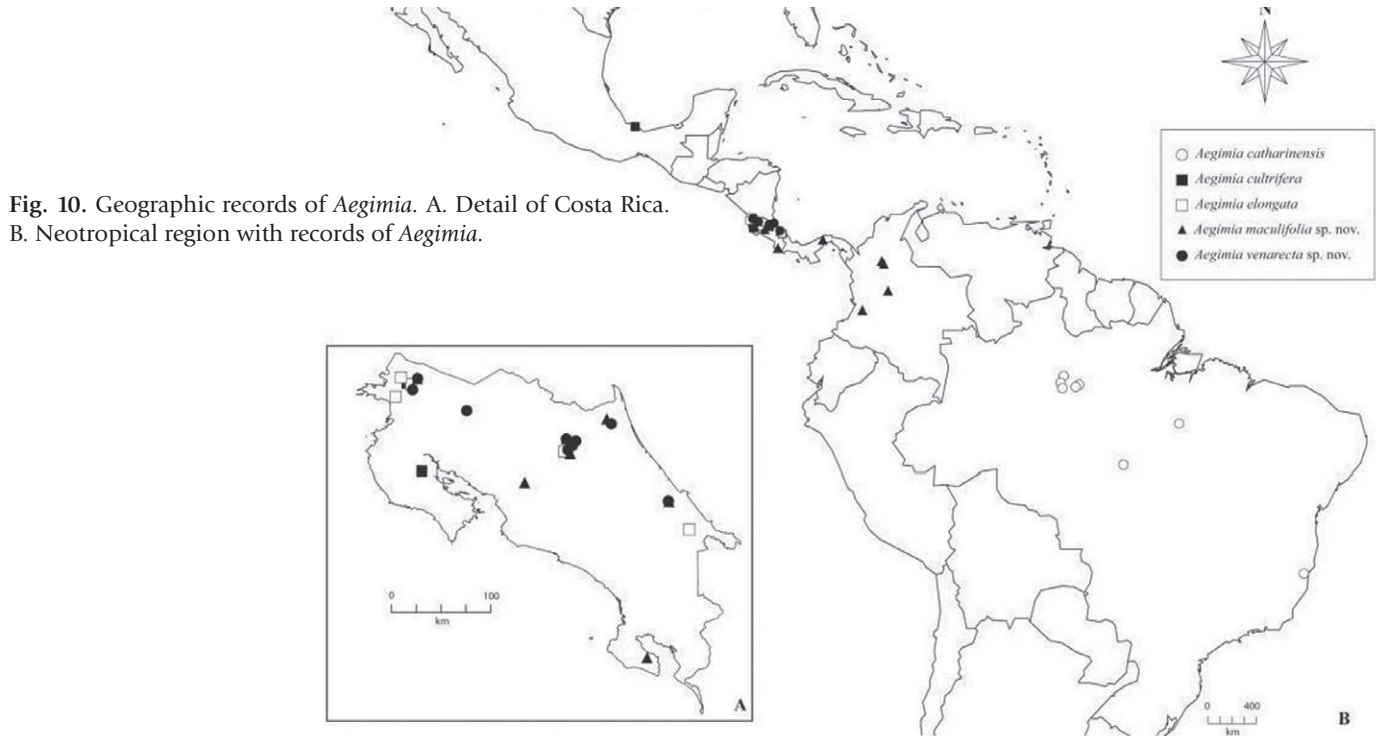 N
Aegimia catharinensis
Aegimia cultrifera
Aegimia elongata
Aegimia maculifolia sp. nov.
Aegimia venarecta sp. nov.
Fig. 10. Geographic records of Aegimia. A. Detail of Costa Rica.
B. Neotropical region with records of Aegimia.
0 100
km
A
0 400
km
B